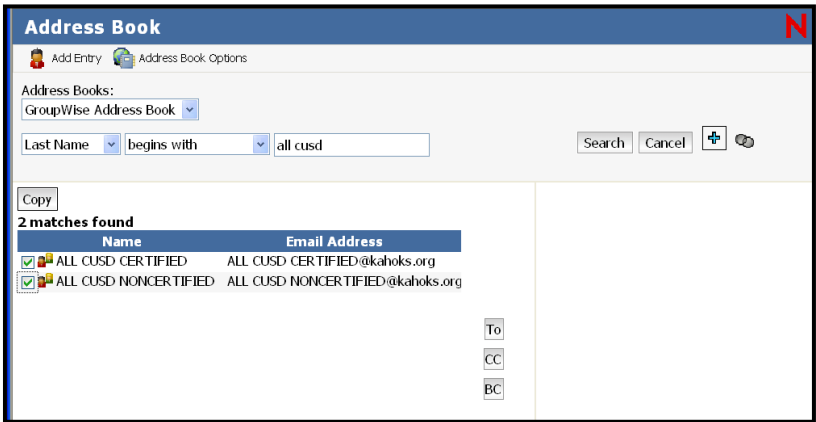 Address Book
N
Add Entry Address Book Options
Address Books:
GroupWise Address Book
Last Name begins with all cusd Search Cancel
Copy
2 matches found
Name Email Address
ALL CUSD CERTIFIED ALL CUSD CERTIFIED@kahoks.org
ALL CUSD NONCERTIFIED ALL CUSD NONCERTIFIED@kahoks.org
To
CC
BC